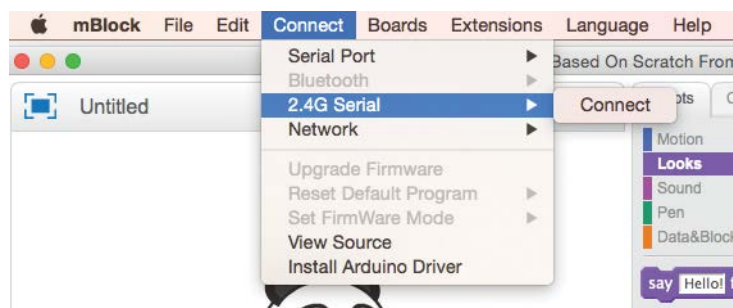 mBlock File Edit Connect Boards Extensions Language Help
Serial Port
Based On Scratch From
Bluetooth
Untitled
2.4G Serial
Connect
Network
Motion
Upgrade Firmware
Looks
Reset Default Program
Sound
Set FirmWare Mode
Pen
View Source
Data&Block
Install Arduino Driver
say Hello!